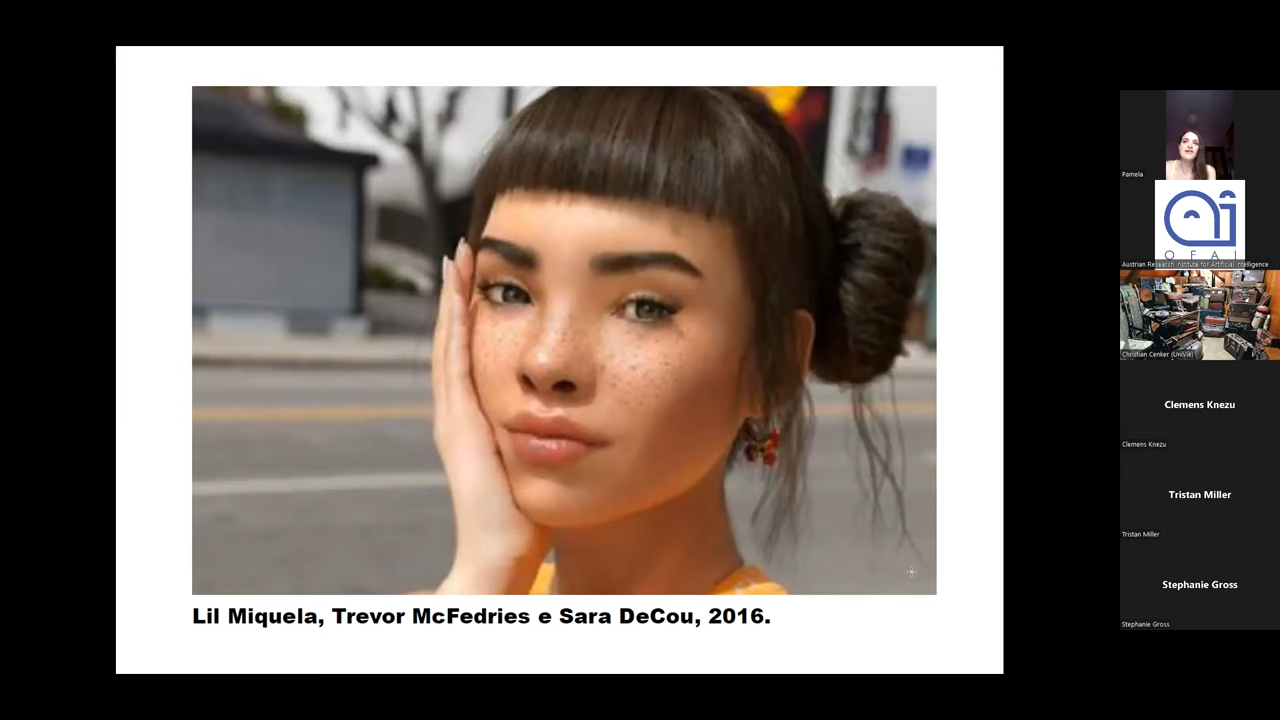 Lil Miquela, Trevor McFedries e Sara DeCou, 2016.
Pamela
OFAI
Austrian Research Institute for Artificial Intelligence
Christian Cenker (UniVie)
Clemens Knezu
Clemens Knezu
Tristan Miller
Tristan Miller
Stephanie Gross
Stephanie Gross